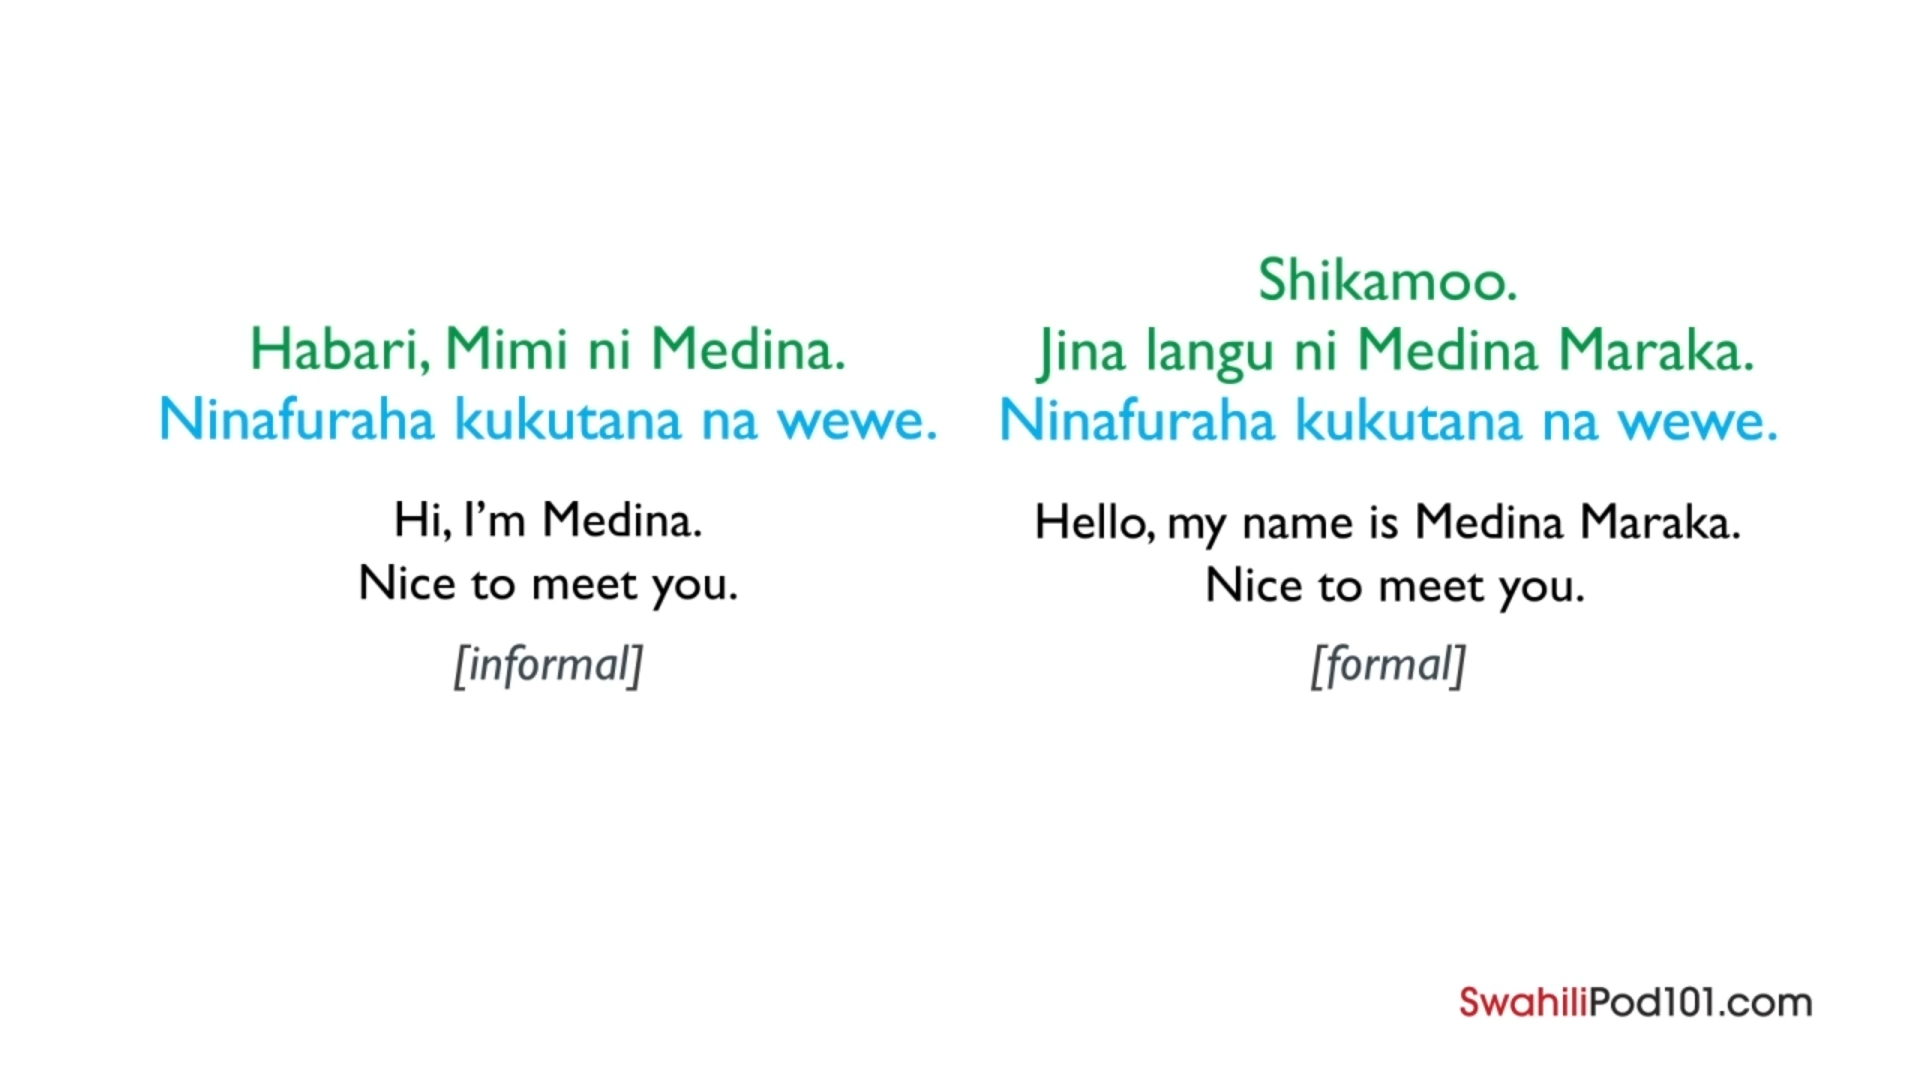 Habari, Mimi ni Medina.
Ninafuraha kukutana na wewe.
Hi, I’m Medina.
Nice to meet you.
[informal]
Shikamoo.
Jina langu ni Medina Maraka.
Ninafuraha kukutana na wewe.
Hello, my name is Medina Maraka.
Nice to meet you.
[formal]
SwahiliPod101.com